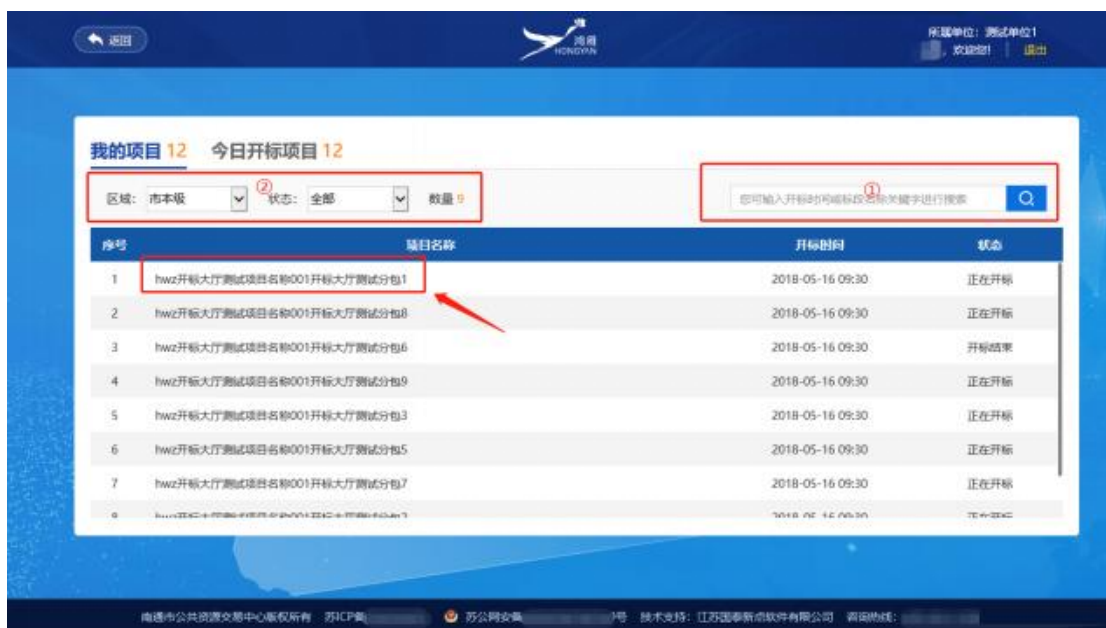 返回
鸿雁
HONGYAN
所属单位：测试单位1
，欢迎您！ 退出
我的项目 12 今日开标项目 12
区域： 市本级 ② 状态： 全部 数量 9
您可输入开标时间或标段名称关键字进行搜索 ①
序号 项目名称 开标时间 状态
1 hwz开标大厅测试项目名称001开标大厅测试分包1 2018-05-16 09:30 正在开标
2 hwz开标大厅测试项目名称001开标大厅测试分包8 2018-05-16 09:30 正在开标
3 hwz开标大厅测试项目名称001开标大厅测试分包6 2018-05-16 09:30 开标结束
4 hwz开标大厅测试项目名称001开标大厅测试分包9 2018-05-16 09:30 正在开标
5 hwz开标大厅测试项目名称001开标大厅测试分包3 2018-05-16 09:30 正在开标
6 hwz开标大厅测试项目名称001开标大厅测试分包5 2018-05-16 09:30 正在开标
7 hwz开标大厅测试项目名称001开标大厅测试分包7 2018-05-16 09:30 正在开标
南通市公共资源交易中心版权所有 苏ICP备 苏公网安备 号 技术支持：江苏国泰新点软件有限公司 咨询热线：